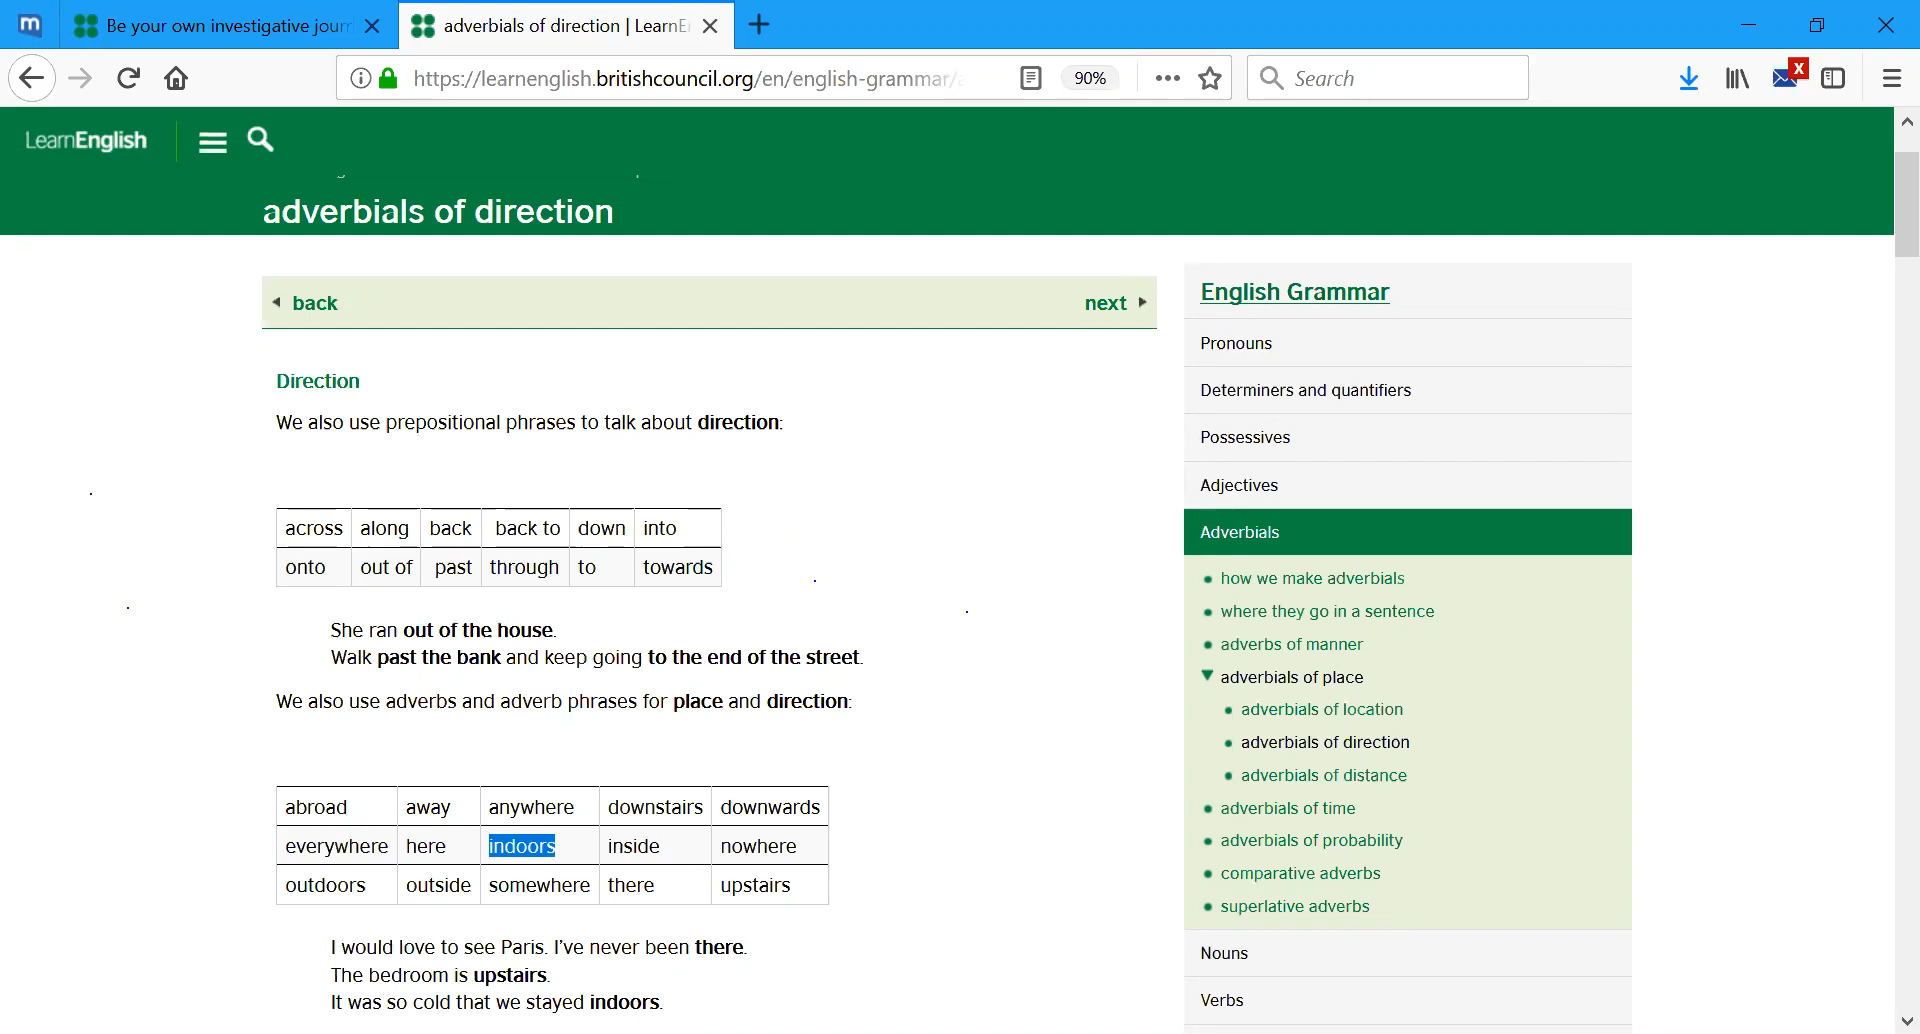 Be your own investigative jour
adverbials of direction | LearnE
https://learnenglish.britishcouncil.org/en/english-grammar/
90%
Search
X
LearnEnglish
adverbials of direction
back
next
Direction
We also use prepositional phrases to talk about direction:
across along back back to down into
onto out of past through to towards
She ran out of the house.
Walk past the bank and keep going to the end of the street.
We also use adverbs and adverb phrases for place and direction:
abroad away anywhere downstairs downwards
everywhere here indoors inside nowhere
outdoors outside somewhere there upstairs
I would love to see Paris. I've never been there.
The bedroom is upstairs.
It was so cold that we stayed indoors.
English Grammar
Pronouns
Determiners and quantifiers
Possessives
Adjectives
Adverbials
how we make adverbials
where they go in a sentence
adverbs of manner
adverbials of place
adverbials of location
adverbials of direction
adverbials of distance
adverbials of time
adverbials of probability
comparative adverbs
superlative adverbs
Nouns
Verbs